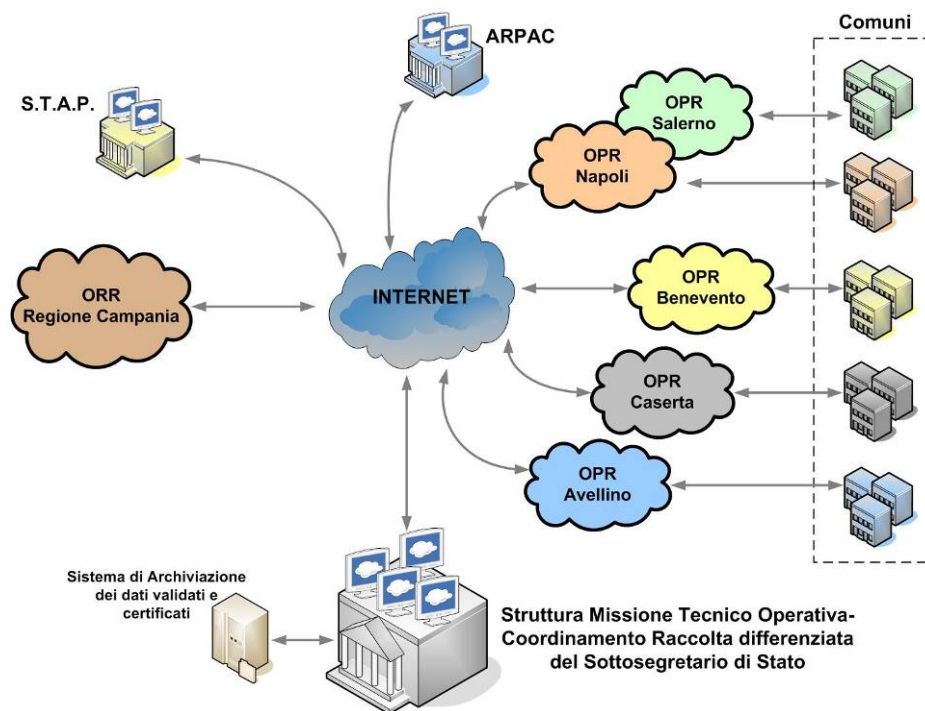 Comuni
ARPAC
S.T.A.P.
OPR
Salerno
OPR
Napoli
ORR
Regione Campania
INTERNET
OPR
Benevento
OPR
Caserta
OPR
Avellino
Sistema di Archiviazione
dei dati validati e
certificati
Struttura Missione Tecnico Operativa-
Coordinamento Raccolta differenziata
del Sottosegretario di Stato